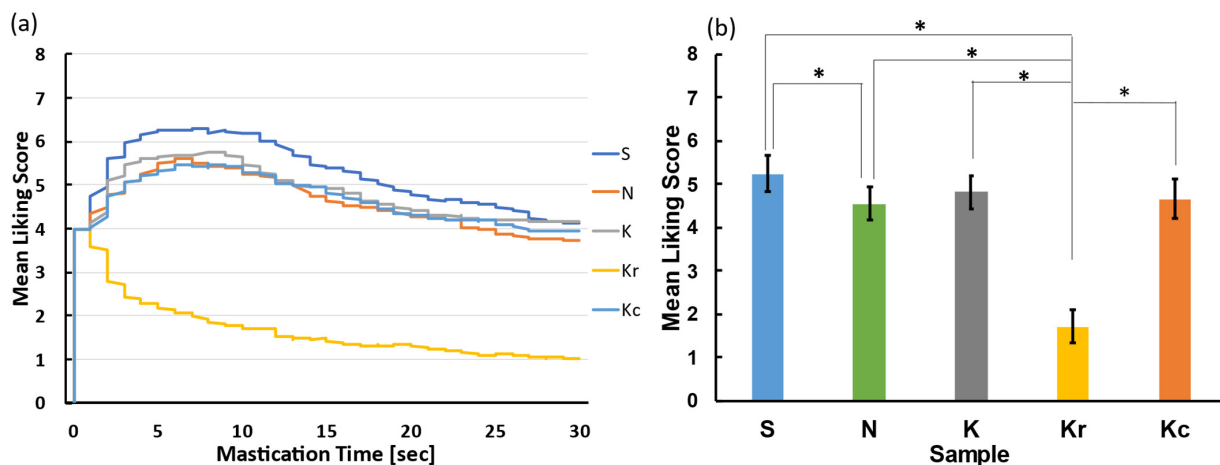 (a)
8
7
6
5
4
3
2
1
0
Mean Liking Score
0 5 10 15 20 25 30
Mastication Time [sec]
S
N
K
Kr
Kc
(b)
8
7
6
5
4
3
2
1
0
Mean Liking Score
*
*
*
*
*
S N K Kr Kc
Sample